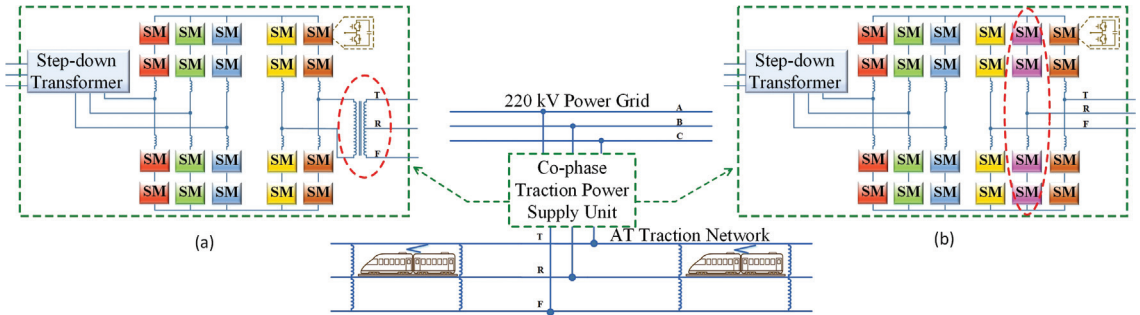 SM SM SM SM SM
Step-down
Transformer
SM SM SM SM SM
T
R
F
SM SM SM SM SM
SM SM SM SM SM
(a)
220 kV Power Grid
A
B
C
Co-phase
Traction Power
Supply Unit
T
AT Traction Network
R
F
SM SM SM SM SM SM
Step-down
Transformer
SM SM SM SM SM SM
T
R
F
SM SM SM SM SM SM
SM SM SM SM SM SM
(b)